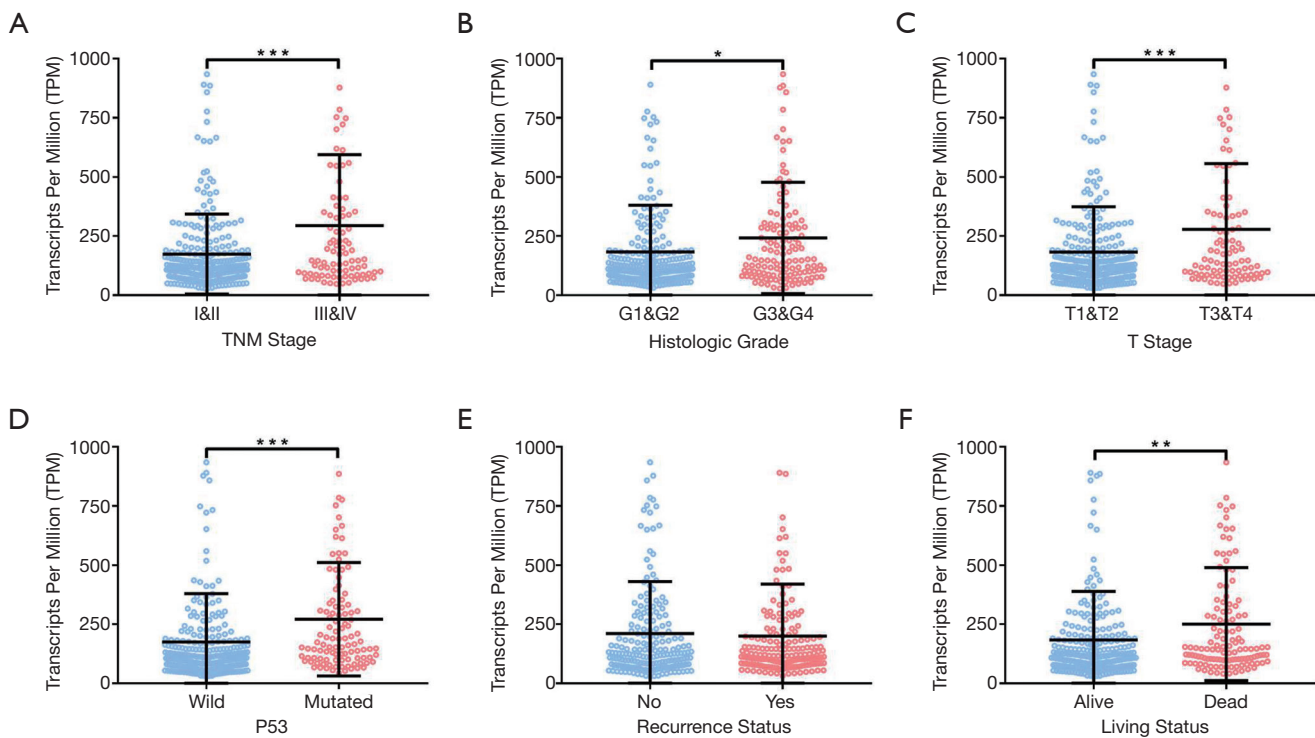 A
Transcripts Per Million (TPM)
1000
750
500
250
0
***
I&II
III&IV
TNM Stage
B
Transcripts Per Million (TPM)
1000
750
500
250
0
*
G1&G2
G3&G4
Histologic Grade
C
Transcripts Per Million (TPM)
1000
750
500
250
0
***
T1&T2
T3&T4
T Stage
D
Transcripts Per Million (TPM)
1000
750
500
250
0
***
Wild
Mutated
P53
E
Transcripts Per Million (TPM)
1000
750
500
250
0
No
Yes
Recurrence Status
F
Transcripts Per Million (TPM)
1000
750
500
250
0
**
Alive
Dead
Living Status